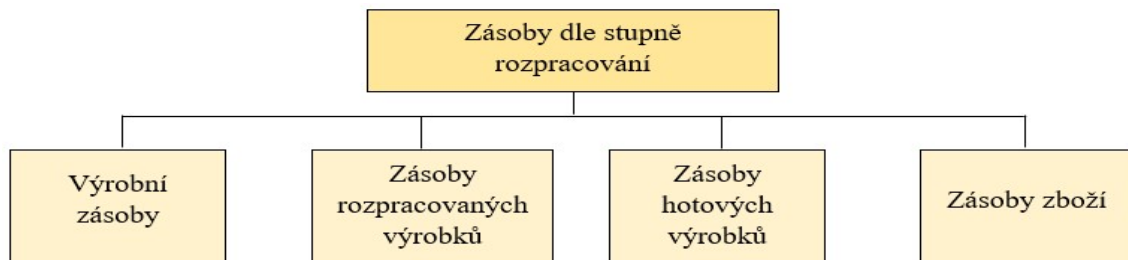 Zásoby dle stupně
rozpracování
Výrobní
zásoby
Zásoby
rozpracovaných
výrobků
Zásoby
hotových
výrobků
Zásoby zboží